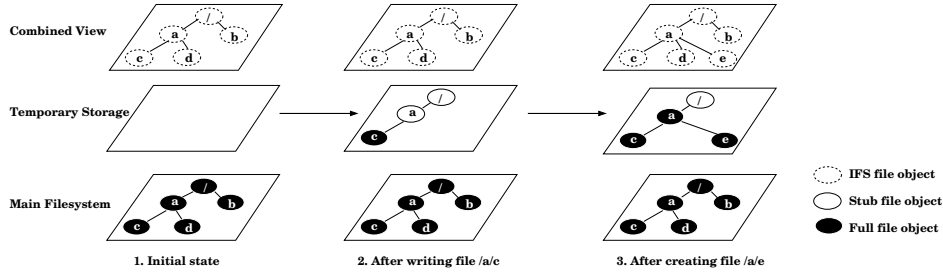 Combined View
/
a
b
c
d
/
a
b
c
d
/
a
b
c
d
e
Temporary Storage
/
a
c
/
a
c
e
Main Filesystem
/
a
b
c
d
/
a
b
c
d
/
a
b
c
d
IFS file object
Stub file object
Full file object
1. Initial state
2. After writing file /a/c
3. After creating file /a/e